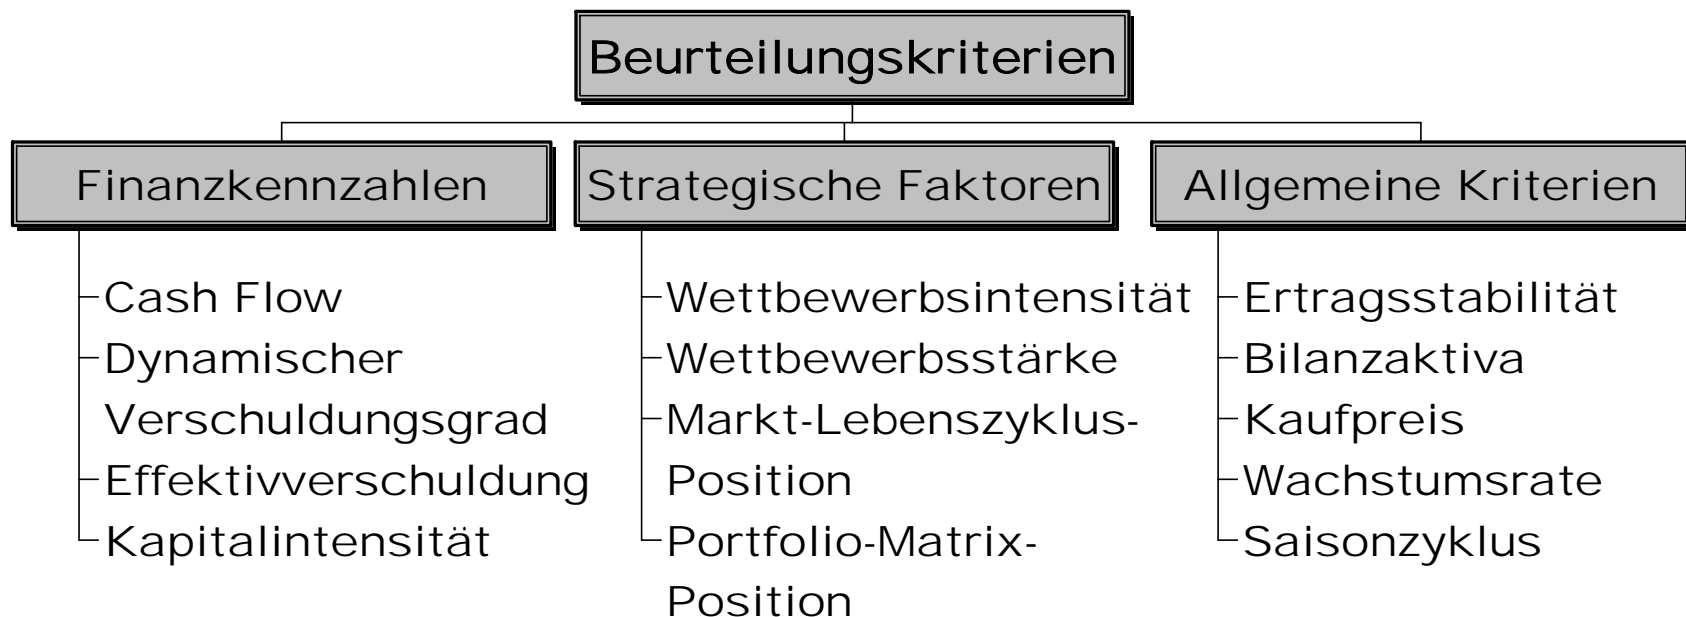 Beurteilungskriterien
Finanzkennzahlen
Cash Flow
Dynamischer
Verschuldungsgrad
Effektivverschuldung
Kapitalintensität
Strategische Faktoren
Wettbewerbsintensität
Wettbewerbsstärke
Markt-Lebenszyklus-
Position
Portfolio-Matrix-
Position
Allgemeine Kriterien
Ertragsstabilität
Bilanzaktiva
Kaufpreis
Wachstumsrate
Saisonzyklus